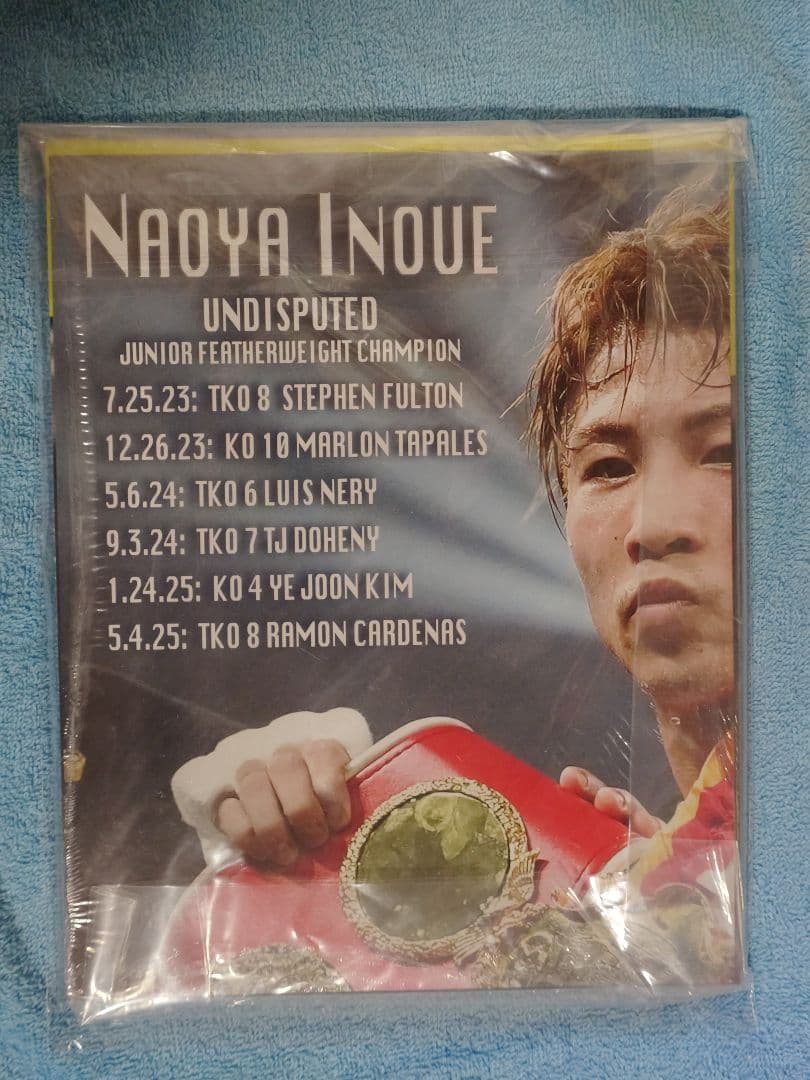 NAOYA INOUE
UNDISPUTED
JUNIOR FEATHERWEIGHT CHAMPION
7.25.23: TKO 8 STEPHEN FULTON
12.26.23: KO 10 MARLON TAPALES
5.6.24: TKO 6 LUIS NERY
9.3.24: TKO 7 TJ DOHENY
1.24.25: KO 4 YE JOON KIM
5.4.25: TKO 8 RAMON CARDENAS